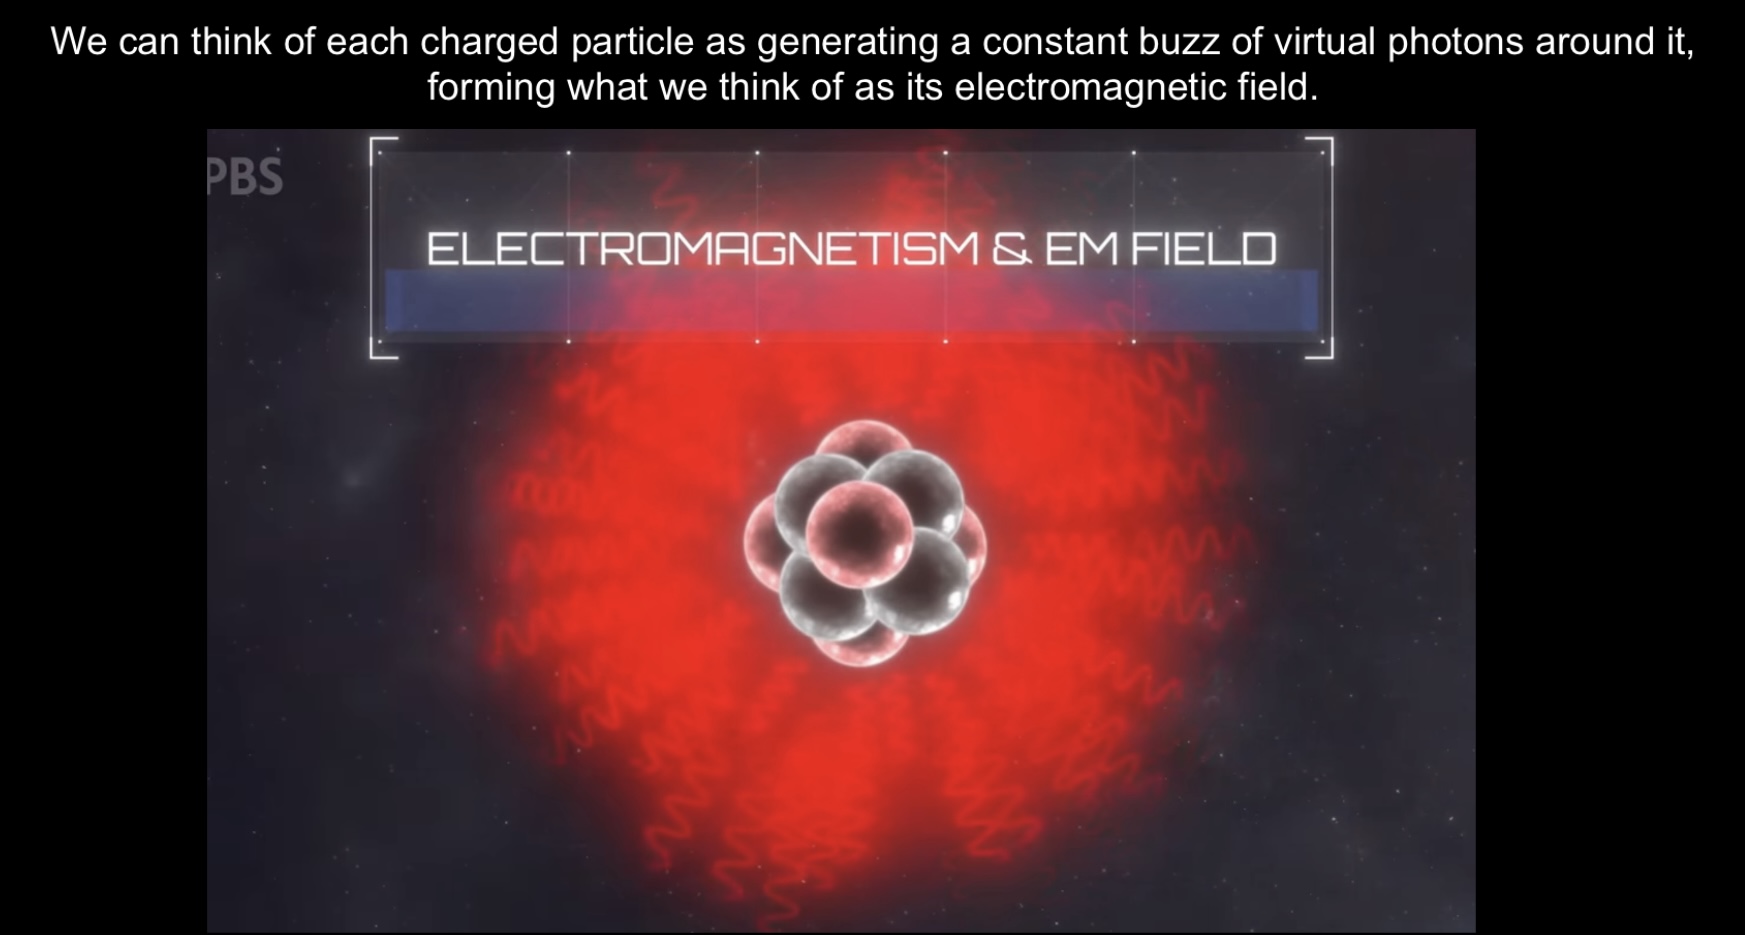 We can think of each charged particle as generating a constant buzz of virtual photons around it,
forming what we think of as its electromagnetic field.
PBS
ELECTROMAGNETISM & EM FIELD